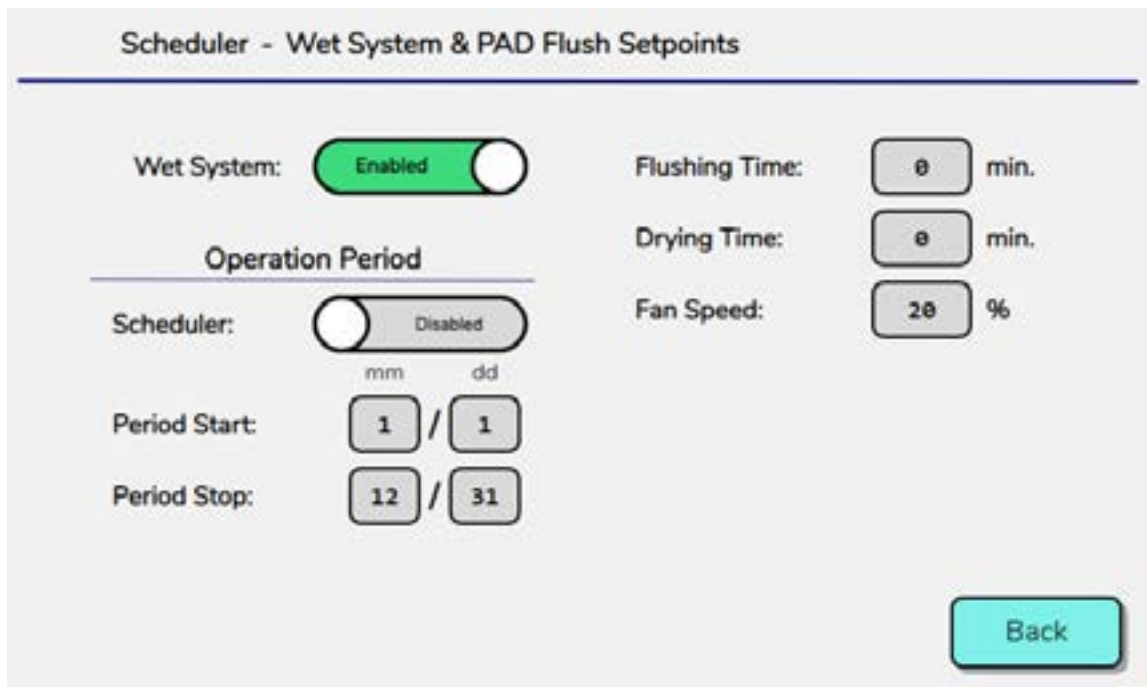 Scheduler - Wet System & PAD Flush Setpoints
Wet System: Enabled
Operation Period
Scheduler: Disabled
mm dd
Period Start: 1 / 1
Period Stop: 12 / 31
Flushing Time: 0 min.
Drying Time: 0 min.
Fan Speed: 20 %
Back